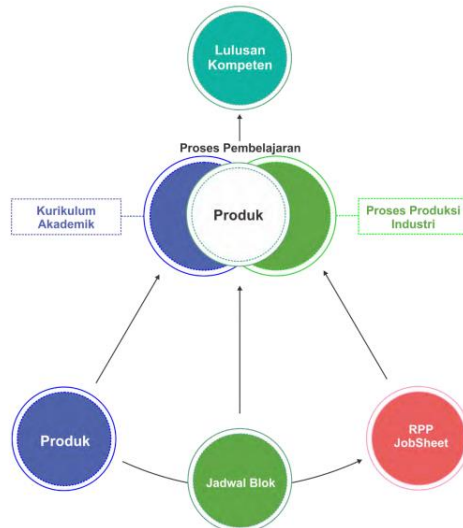 Lulusan
Kompeten
Proses Pembelajaran
Kurikulum
Akademik
Produk
Proses Produksi
Industri
Produk
Jadwal Blok
RPP
JobSheet